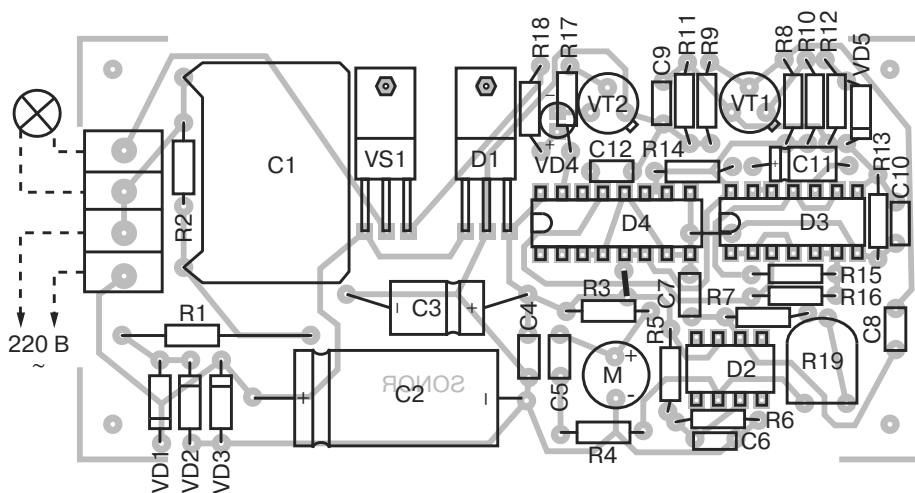 R18
R17
C9
R11
R9
R8
R10
R12
VD5
VT2
VT1
C1
VS1
D1
VD4
C12
R14
C11
R13
C10
R2
D4
D3
R15
R16
C3
R3
C7
R7
C4
R5
C8
R1
220 В
~
C2
SONOR
C5
M
D2
R19
R4
R6
C6
VD1
VD2
VD3